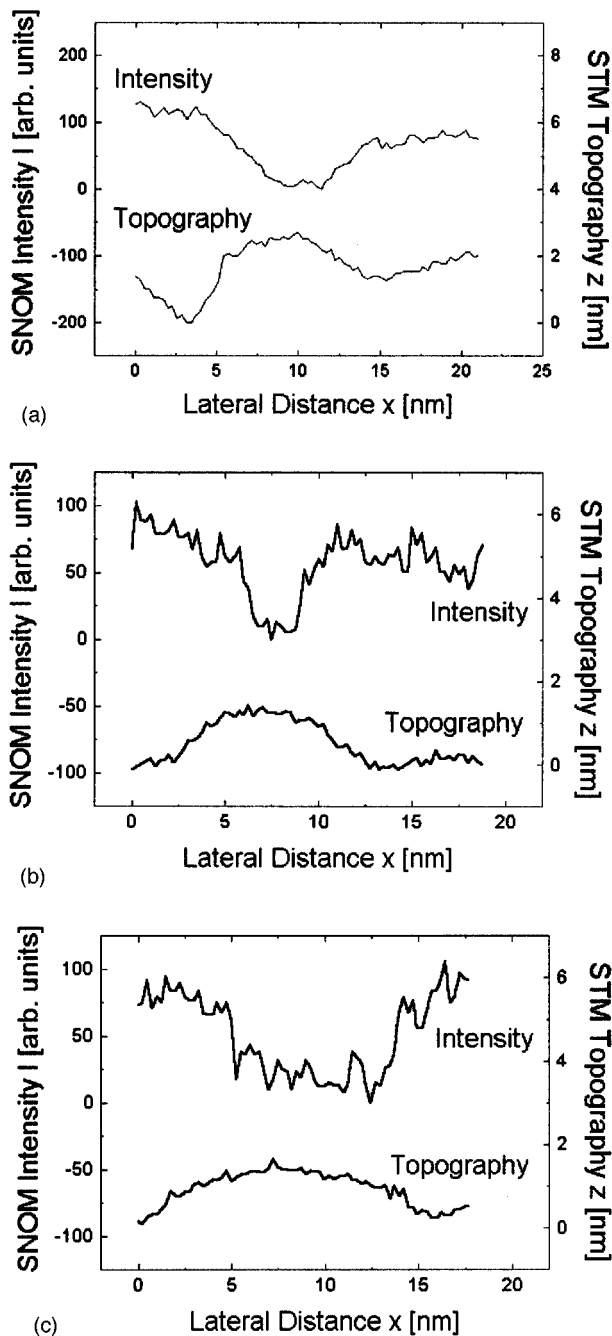 SNOM Intensity I [arb. units]
200
100
0
-100
-200
Intensity
Topography
8
6
4
2
0
STM Topography z [nm]
0
5
10
15
20
25
Lateral Distance x [nm]
(a)
SNOM Intensity I [arb. units]
100
50
0
-50
-100
Intensity
Topography
6
4
2
0
STM Topography z [nm]
0
5
10
15
20
Lateral Distance x [nm]
(b)
SNOM Intensity I [arb. units]
100
50
0
-50
-100
Intensity
Topography
6
4
2
0
STM Topography z [nm]
0
5
10
15
20
Lateral Distance x [nm]
(c)